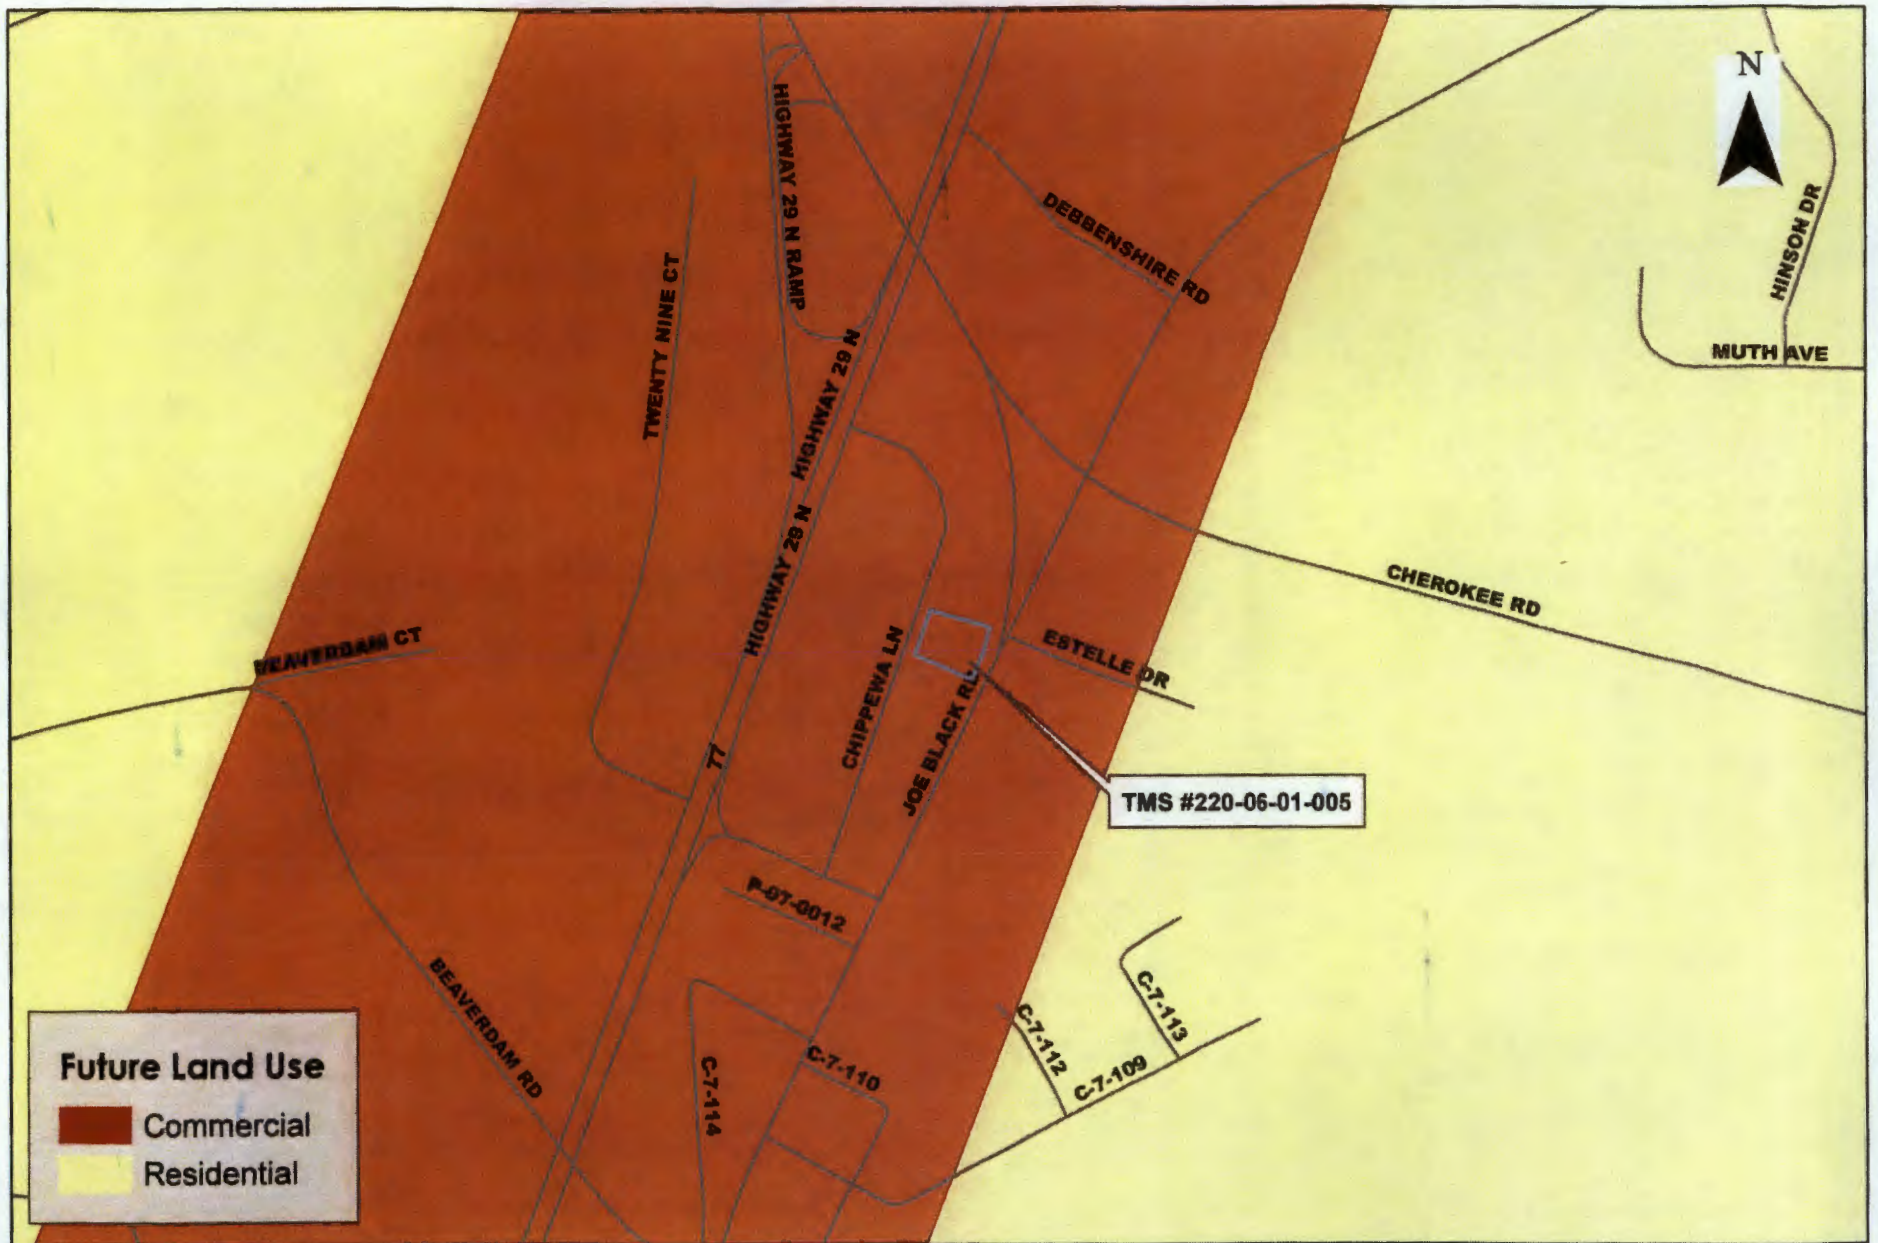 N
HIGHWAY 29 N RAMP
DEBBENSHIRE RD
HINSON DR
TWENTY NINE CT
MUTH AVE
HIGHWAY 29 N
HIGHWAY 29 N
CHEROKEE RD
BEAVERDAM CT
CHIPPEWA LN
ESTELLE DR
JOE BLACK RD
77
TMS #220-06-01-005
P-07-0012
BEAVERDAM RD
C-7-113
C-7-112
C-7-109
C-7-110
C-7-114
Future Land Use
Commercial
Residential